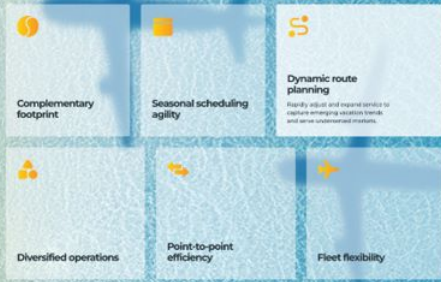 Complementary
footprint
Seasonal scheduling
agility
Dynamic route
planning
Rapidly adjust and expand service to
capture emerging vacation trends
and serve underserved markets.
Diversified operations
Point-to-point
efficiency
Fleet flexibility